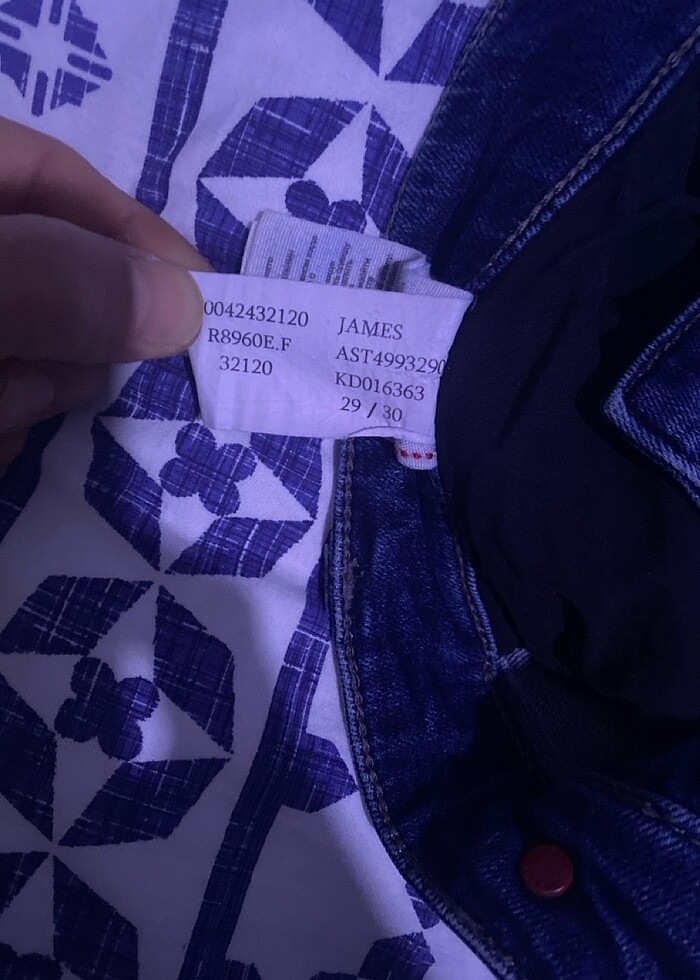 0042432120
R8960E.F
32120
JAMES
AST4993290
KD016363
29 / 30